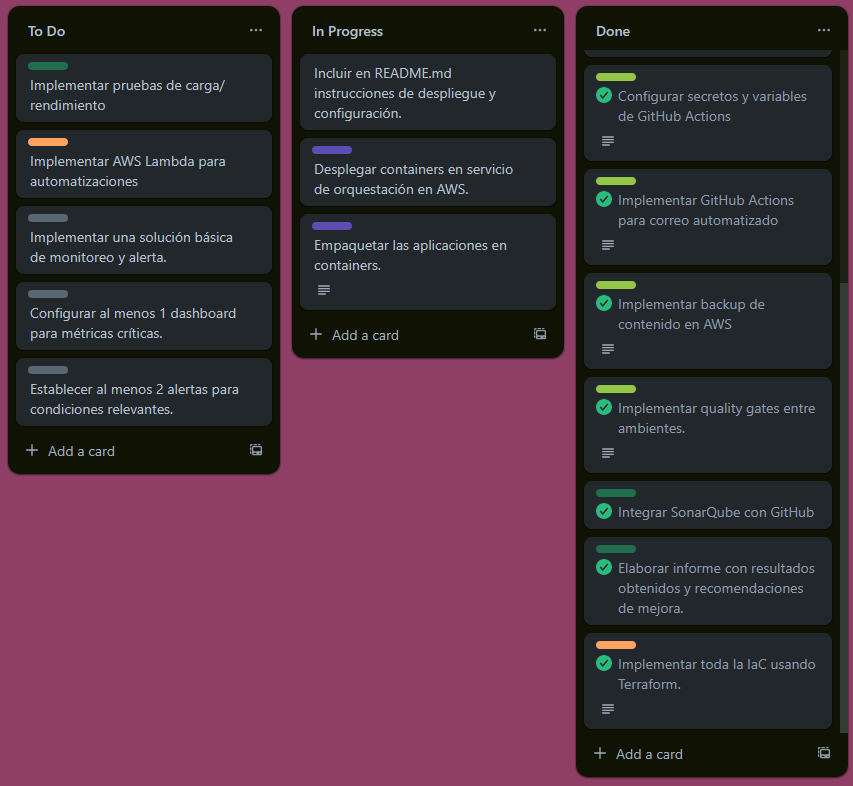 To Do
Implementar pruebas de carga/
rendimiento
Implementar AWS Lambda para
automatizaciones
Implementar una solución básica
de monitoreo y alerta.
Configurar al menos 1 dashboard
para métricas críticas.
Establecer al menos 2 alertas para
condiciones relevantes.
Add a card
In Progress
Incluir en README.md
instrucciones de despliegue y
configuración.
Desplegar containers en servicio
de orquestación en AWS.
Empaquetar las aplicaciones en
containers.
Add a card
Done
Configurar secretos y variables
de GitHub Actions
Implementar GitHub Actions
para correo automatizado
Implementar backup de
contenido en AWS
Implementar quality gates entre
ambientes.
Integrar SonarQube con GitHub
Elaborar informe con resultados
obtenidos y recomendaciones
de mejora.
Implementar toda la IaC usando
Terraform.
Add a card